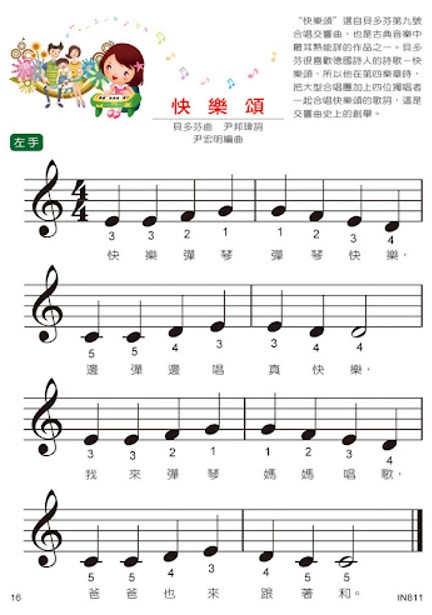 “快樂頌”選自貝多芬第九號
合唱交響曲，也是古典音樂中
最耳熟能詳的作品之一。貝多
芬很喜歡德國詩人的詩歌一快
樂頌，所以他在第四樂章時，
把大型合唱團加上四位獨唱者
一起合唱快樂頌的歌詞，這是
交響曲史上的創舉。
快樂頌
貝多芬曲 尹邦瑋詞
尹宏明編曲
左手
4
4
3 3 2 1 1 2 3 4
快 樂 彈 琴 彈 琴 快 樂，
5 5 4 3 3 4 4
邊 彈 邊 唱 真 快 樂，
3 3 2 1 1 2 3 4
我 來 彈 琴 媽 媽 唱 歌，
5 5 4 3 4 5 5
爸 爸 也 來 跟 著 和。
16 IN811